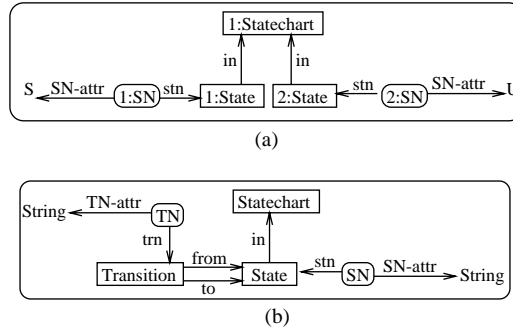 1:Statechart
in in
S SN-attr 1:SN stn 1:State 2:State stn 2:SN SN-attr U
(a)
String TN-attr TN Statechart
trn in
Transition from to State stn SN SN-attr String
(b)